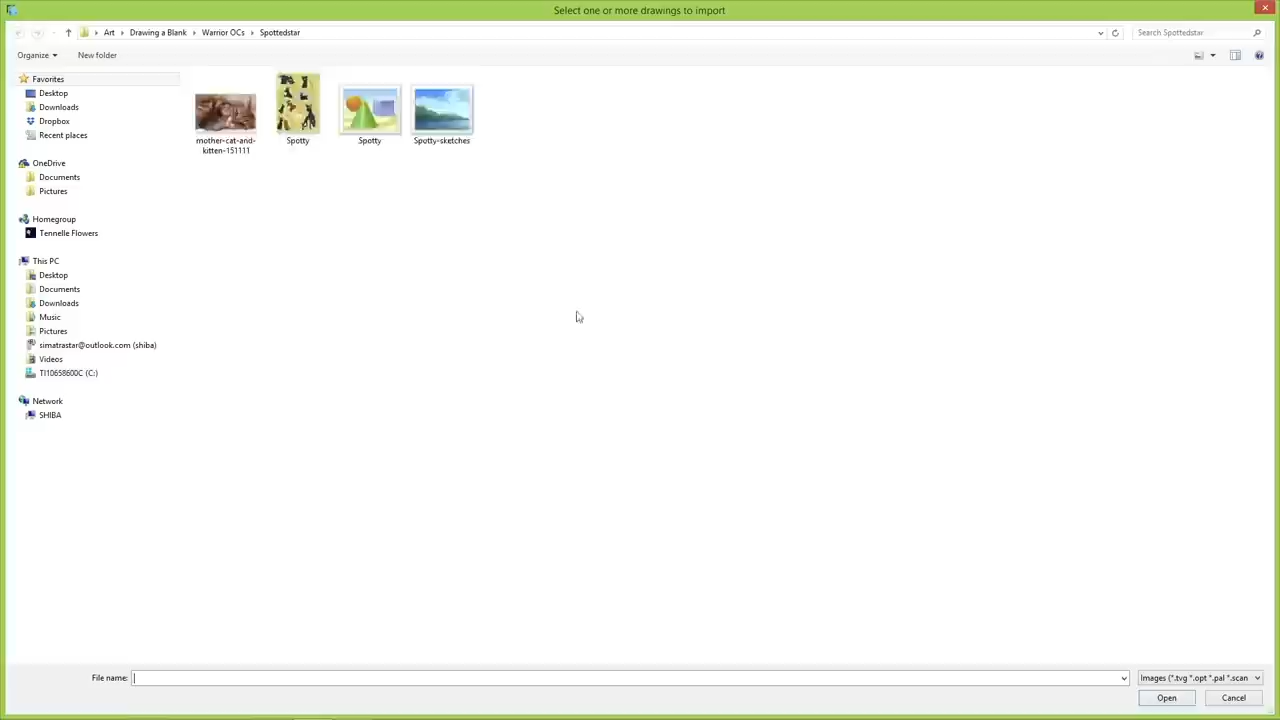 Select one or more drawings to import
Art Drawing a Blank Warrior OCs Spottedstar
Search Spottedstar
Organize New folder
Favorites
Desktop
Downloads
Dropbox
Recent places
OneDrive
Documents
Pictures
Homegroup
Tennelle Flowers
This PC
Desktop
Documents
Downloads
Music
Pictures
simatrastar@outlook.com (shiba)
Videos
TI10658600C (C:)
Network
SHIBA
mother-cat-and-
kitten-151111
Spotty
Spotty
Spotty-sketches
File name:
Images (*.tvg *.opt *.pal *.scan
Open Cancel